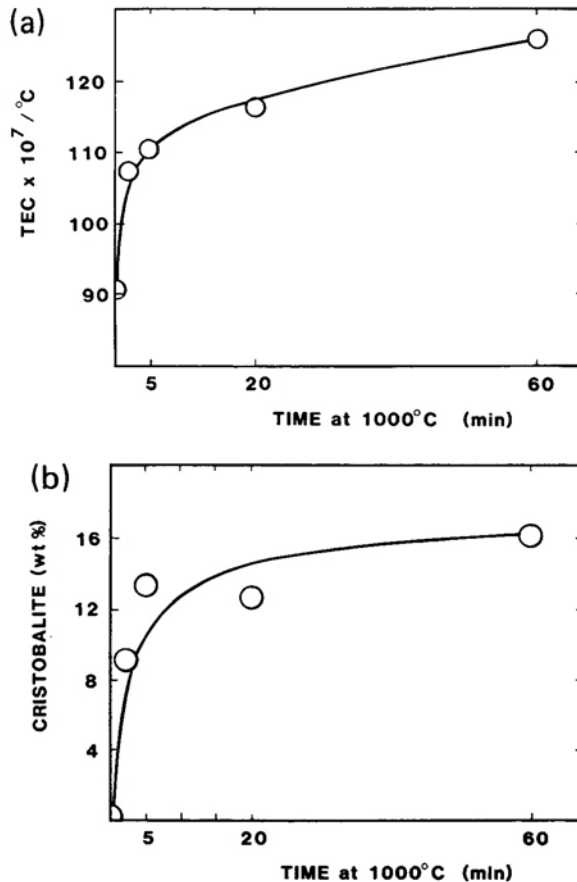 (a)
TEC x 10⁷/°C
120
110
100
90
5 20 60
TIME at 1000°C (min)
(b)
CRISTOBALITE (wt %)
16
12
8
4
5 20 60
TIME at 1000°C (min)